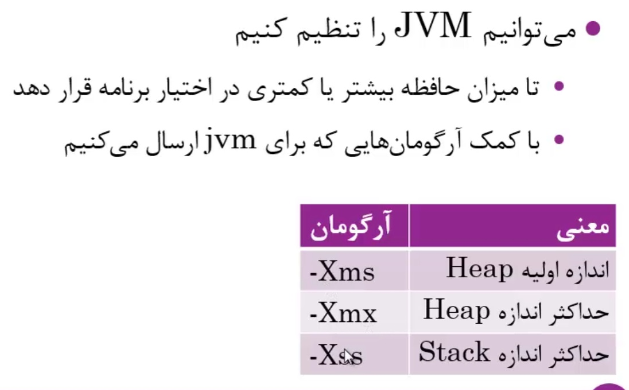 • می‌توانیم JVM را تنظیم کنیم
• تا میزان حافظه بیشتر یا کمتری در اختیار برنامه قرار دهد
• با کمک آرگومان‌هایی که برای jvm ارسال می‌کنیم
معنی آرگومان
اندازه اولیه Heap -Xms
حداکثر اندازه Heap -Xmx
حداکثر اندازه Stack -Xss